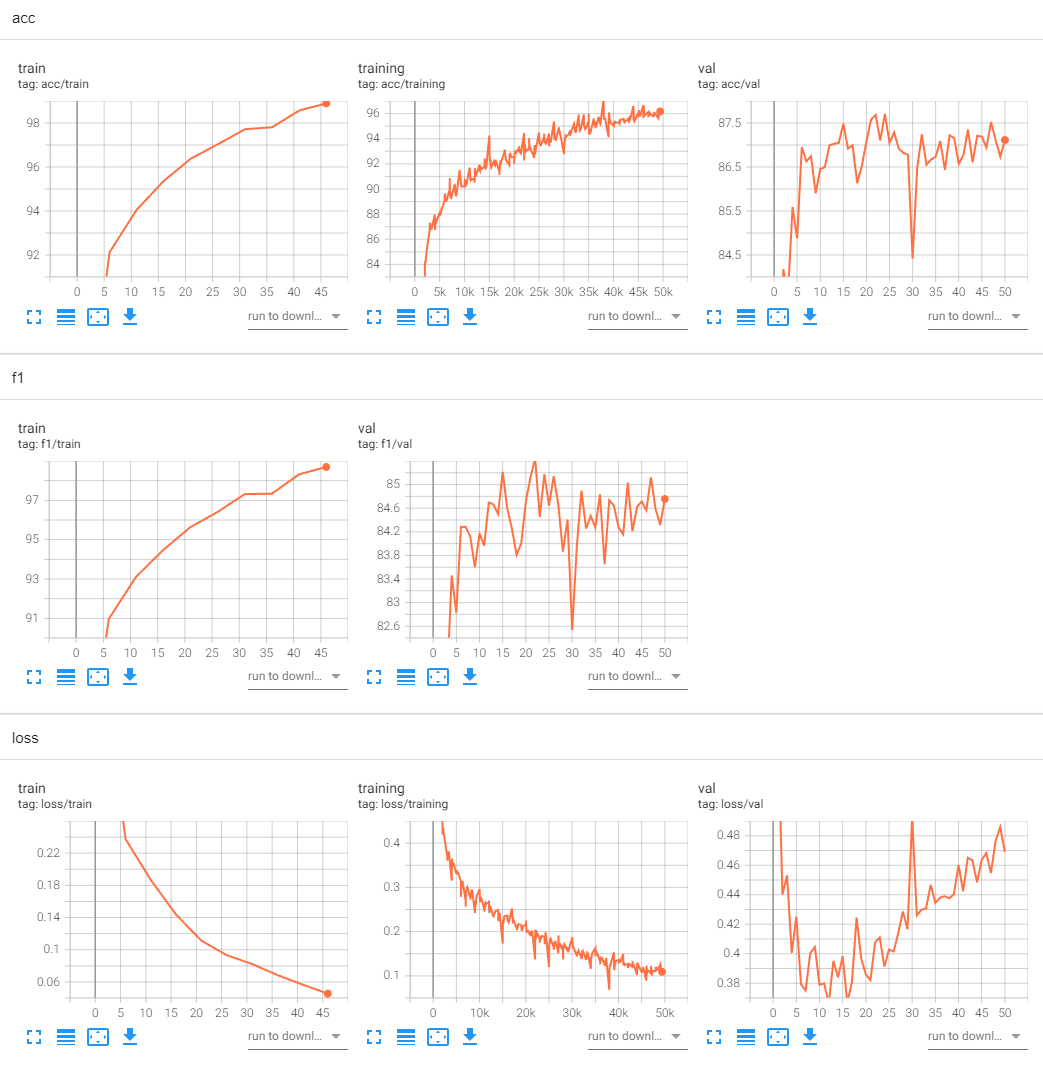 acc
train
tag: acc/train
98
96
94
92
0 5 10 15 20 25 30 35 40 45
run to downl...
training
tag: acc/training
96
94
92
90
88
86
84
0 5k 10k 15k 20k 25k 30k 35k 40k 45k 50k
run to downl...
val
tag: acc/val
87.5
86.5
85.5
84.5
0 5 10 15 20 25 30 35 40 45 50
run to downl...
f1
train
tag: f1/train
97
95
93
91
0 5 10 15 20 25 30 35 40 45
run to downl...
val
tag: f1/val
85
84.6
84.2
83.8
83.4
83
82.6
0 5 10 15 20 25 30 35 40 45 50
run to downl...
loss
train
tag: loss/train
0.22
0.18
0.14
0.1
0.06
0 5 10 15 20 25 30 35 40 45
run to downl...
training
tag: loss/training
0.4
0.3
0.2
0.1
0 10k 20k 30k 40k 50k
run to downl...
val
tag: loss/val
0.48
0.46
0.44
0.42
0.4
0.38
0 5 10 15 20 25 30 35 40 45 50
run to downl...